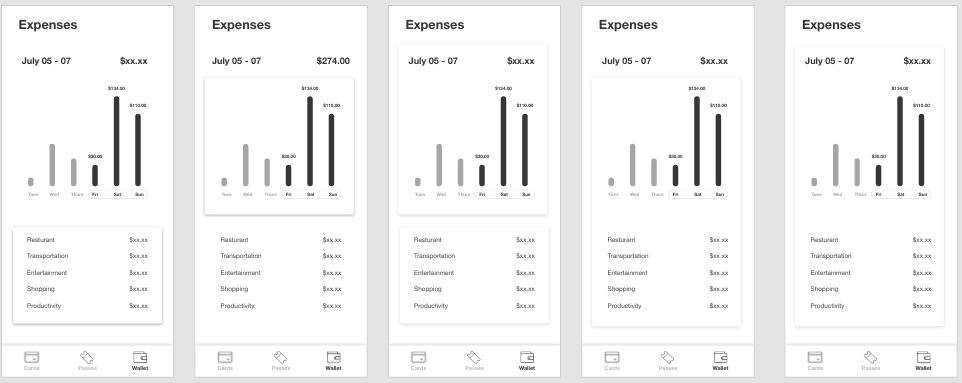 Expenses
July 05 - 07 $xx.xx
$134.00
$110.00
$30.00
Tues Wed Thurs Fri Sat Sun
Resturant $xx.xx
Transportation $xx.xx
Entertainment $xx.xx
Shopping $xx.xx
Productivity $xx.xx
Cards Passes Wallet
Expenses
July 05 - 07 $274.00
$134.00
$110.00
$30.00
Tues Wed Thurs Fri Sat Sun
Resturant $xx.xx
Transportation $xx.xx
Entertainment $xx.xx
Shopping $xx.xx
Productivity $xx.xx
Cards Passes Wallet
Expenses
July 05 - 07 $xx.xx
$134.00
$110.00
$30.00
Tues Wed Thurs Fri Sat Sun
Resturant $xx.xx
Transportation $xx.xx
Entertainment $xx.xx
Shopping $xx.xx
Productivity $xx.xx
Cards Passes Wallet
Expenses
July 05 - 07 $xx.xx
$134.00
$110.00
$30.00
Tues Wed Thurs Fri Sat Sun
Resturant $xx.xx
Transportation $xx.xx
Entertainment $xx.xx
Shopping $xx.xx
Productivity $xx.xx
Cards Passes Wallet
Expenses
July 05 - 07 $xx.xx
$134.00
$110.00
$30.00
Tues Wed Thurs Fri Sat Sun
Resturant $xx.xx
Transportation $xx.xx
Entertainment $xx.xx
Shopping $xx.xx
Productivity $xx.xx
Cards Passes Wallet